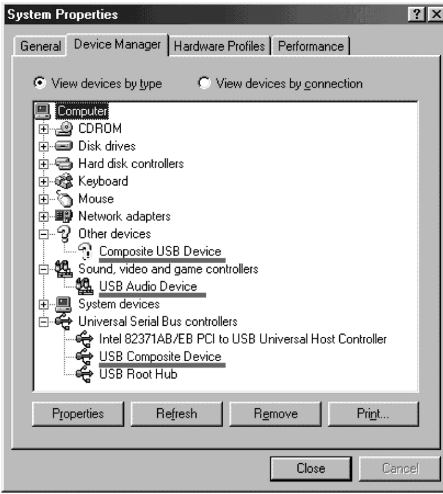 System Properties
General Device Manager Hardware Profiles Performance
View devices by type View devices by connection
Computer
CDROM
Disk drives
Hard disk controllers
Keyboard
Mouse
Network adapters
Other devices
Composite USB Device
Sound, video and game controllers
USB Audio Device
System devices
Universal Serial Bus controllers
Intel 82371AB/EB PCI to USB Universal Host Controller
USB Composite Device
USB Root Hub
Properties Refresh Remove Print...
Close Cancel